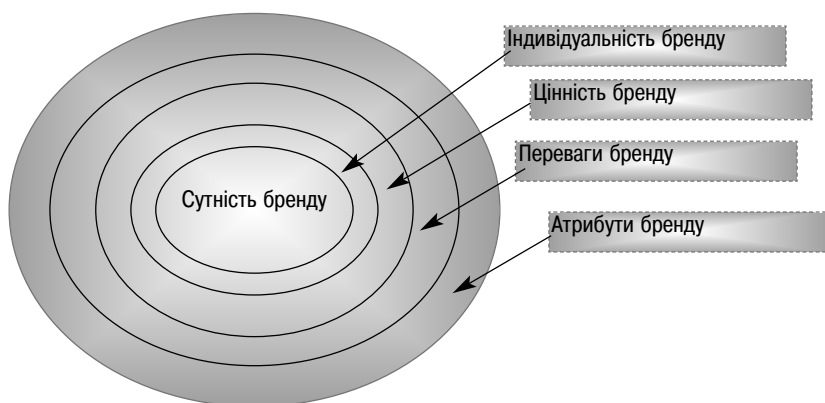 Індивідуальність бренду
Цінність бренду
Переваги бренду
Сутність бренду
Атрибути бренду